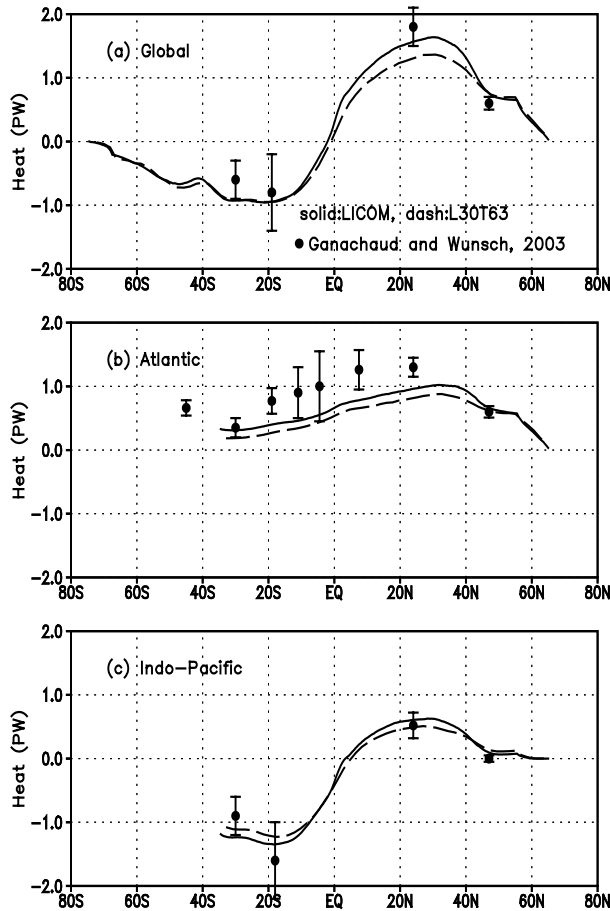 2.0
(a) Global
1.0
Heat (PW)
0.0
−1.0
solid:LICOM, dash:L30T63
Ganachaud and Wunsch, 2003
−2.0
80S 60S 40S 20S EQ 20N 40N 60N 80N
2.0
(b) Atlantic
1.0
Heat (PW)
0.0
−1.0
−2.0
80S 60S 40S 20S EQ 20N 40N 60N 80N
2.0
(c) Indo−Pacific
1.0
Heat (PW)
0.0
−1.0
−2.0
80S 60S 40S 20S EQ 20N 40N 60N 80N